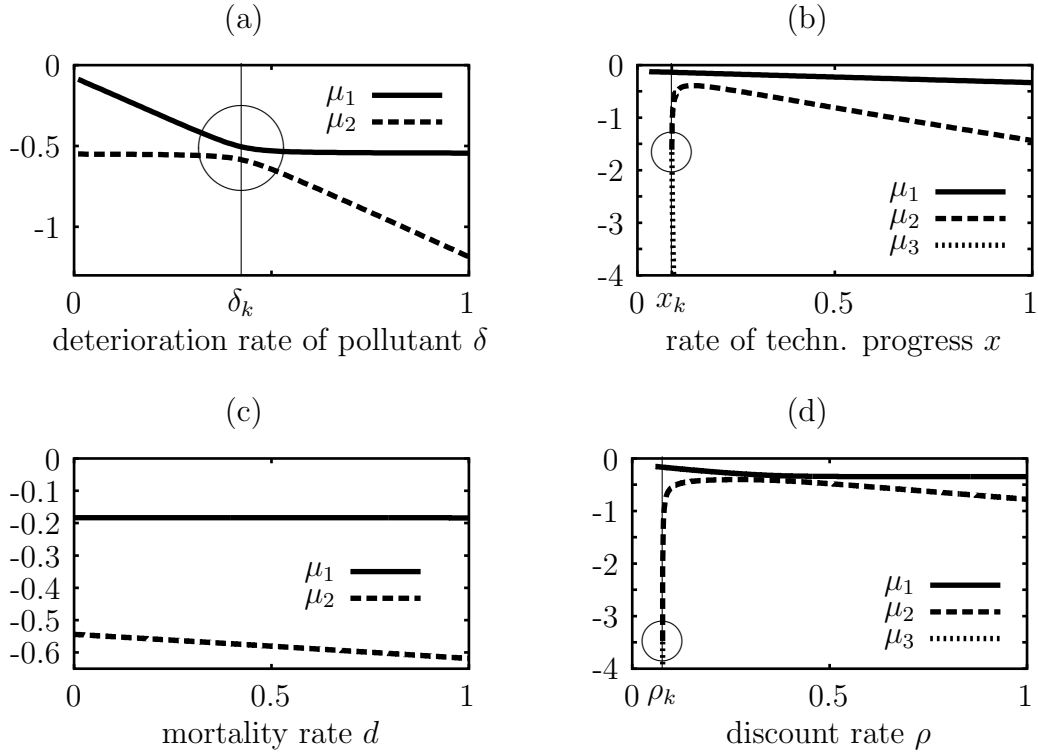 (a)
0
-0.5
-1
μ1
μ2
0 δk 1
deterioration rate of pollutant δ
(b)
0
-1
-2
-3
-4
μ1
μ2
μ3
0 xk 0.5 1
rate of techn. progress x
(c)
0
-0.1
-0.2
-0.3
-0.4
-0.5
-0.6
μ1
μ2
0 0.5 1
mortality rate d
(d)
0
-1
-2
-3
-4
μ1
μ2
μ3
0 ρk 0.5 1
discount rate ρ